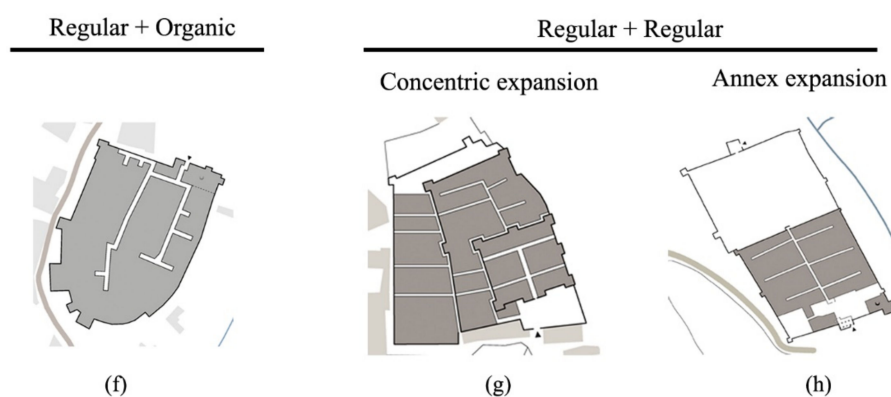 Regular + Organic
Regular + Regular
Concentric expansion
Annex expansion
(f)
(g)
(h)